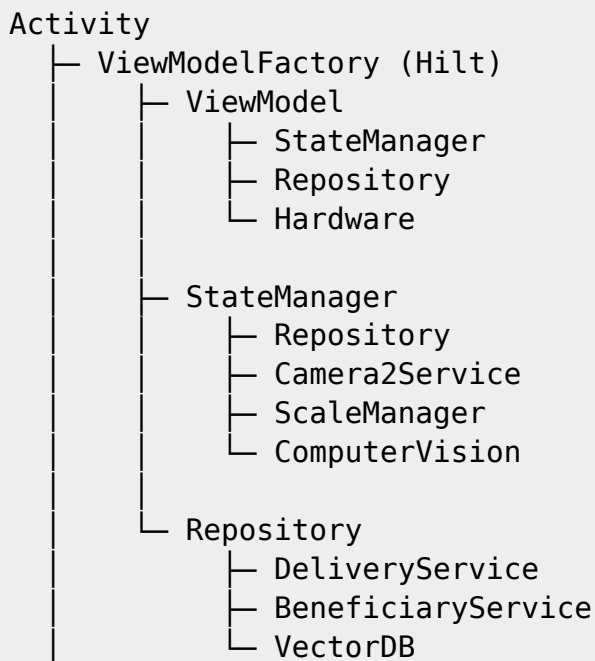 Activity
├─ ViewModelFactory (Hilt)
│     ├─ ViewModel
│     │     ├─ StateManager
│     │     ├─ Repository
│     │     └─ Hardware
│     │
│     ├─ StateManager
│     │     ├─ Repository
│     │     ├─ Camera2Service
│     │     ├─ ScaleManager
│     │     └─ ComputerVision
│     │
│     └─ Repository
│           ├─ DeliveryService
│           ├─ BeneficiaryService
│           └─ VectorDB